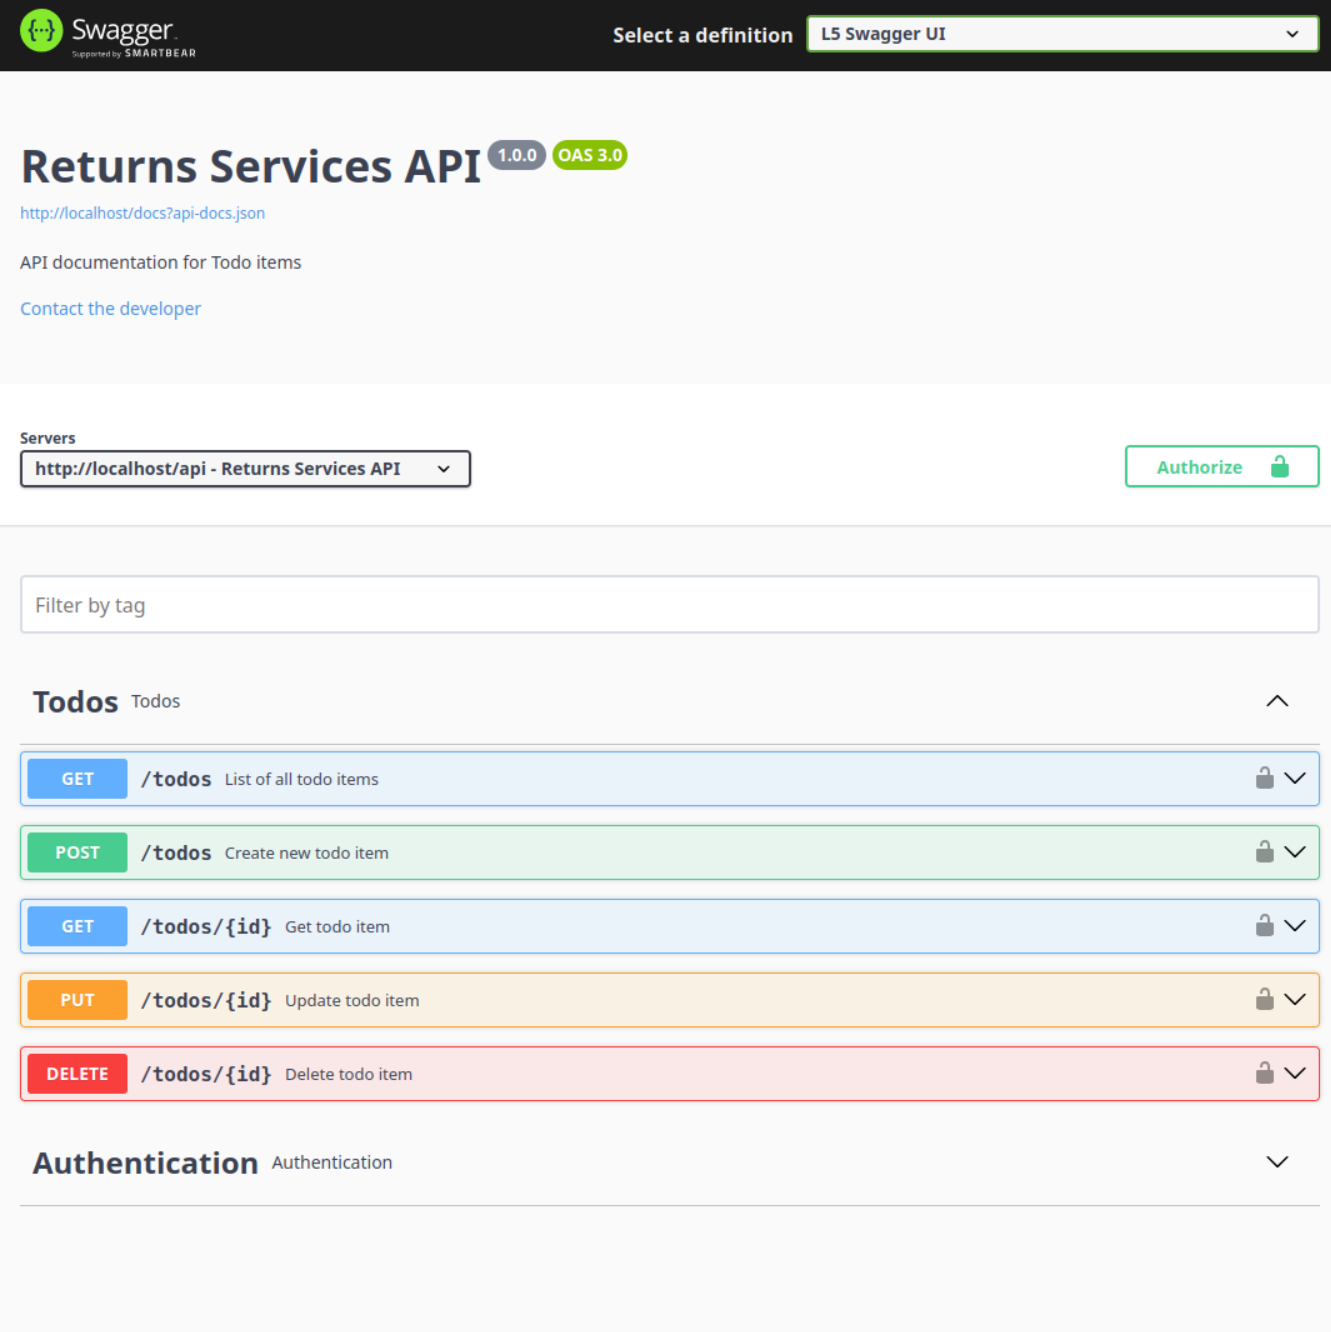 Swagger
Supported by SMARTBEAR
Select a definition
L5 Swagger UI
Returns Services API 1.0.0 OAS 3.0
http://localhost/docs?api-docs.json
API documentation for Todo items
Contact the developer
Servers
http://localhost/api - Returns Services API
Authorize
Filter by tag
Todos Todos
GET /todos List of all todo items
POST /todos Create new todo item
GET /todos/{id} Get todo item
PUT /todos/{id} Update todo item
DELETE /todos/{id} Delete todo item
Authentication Authentication